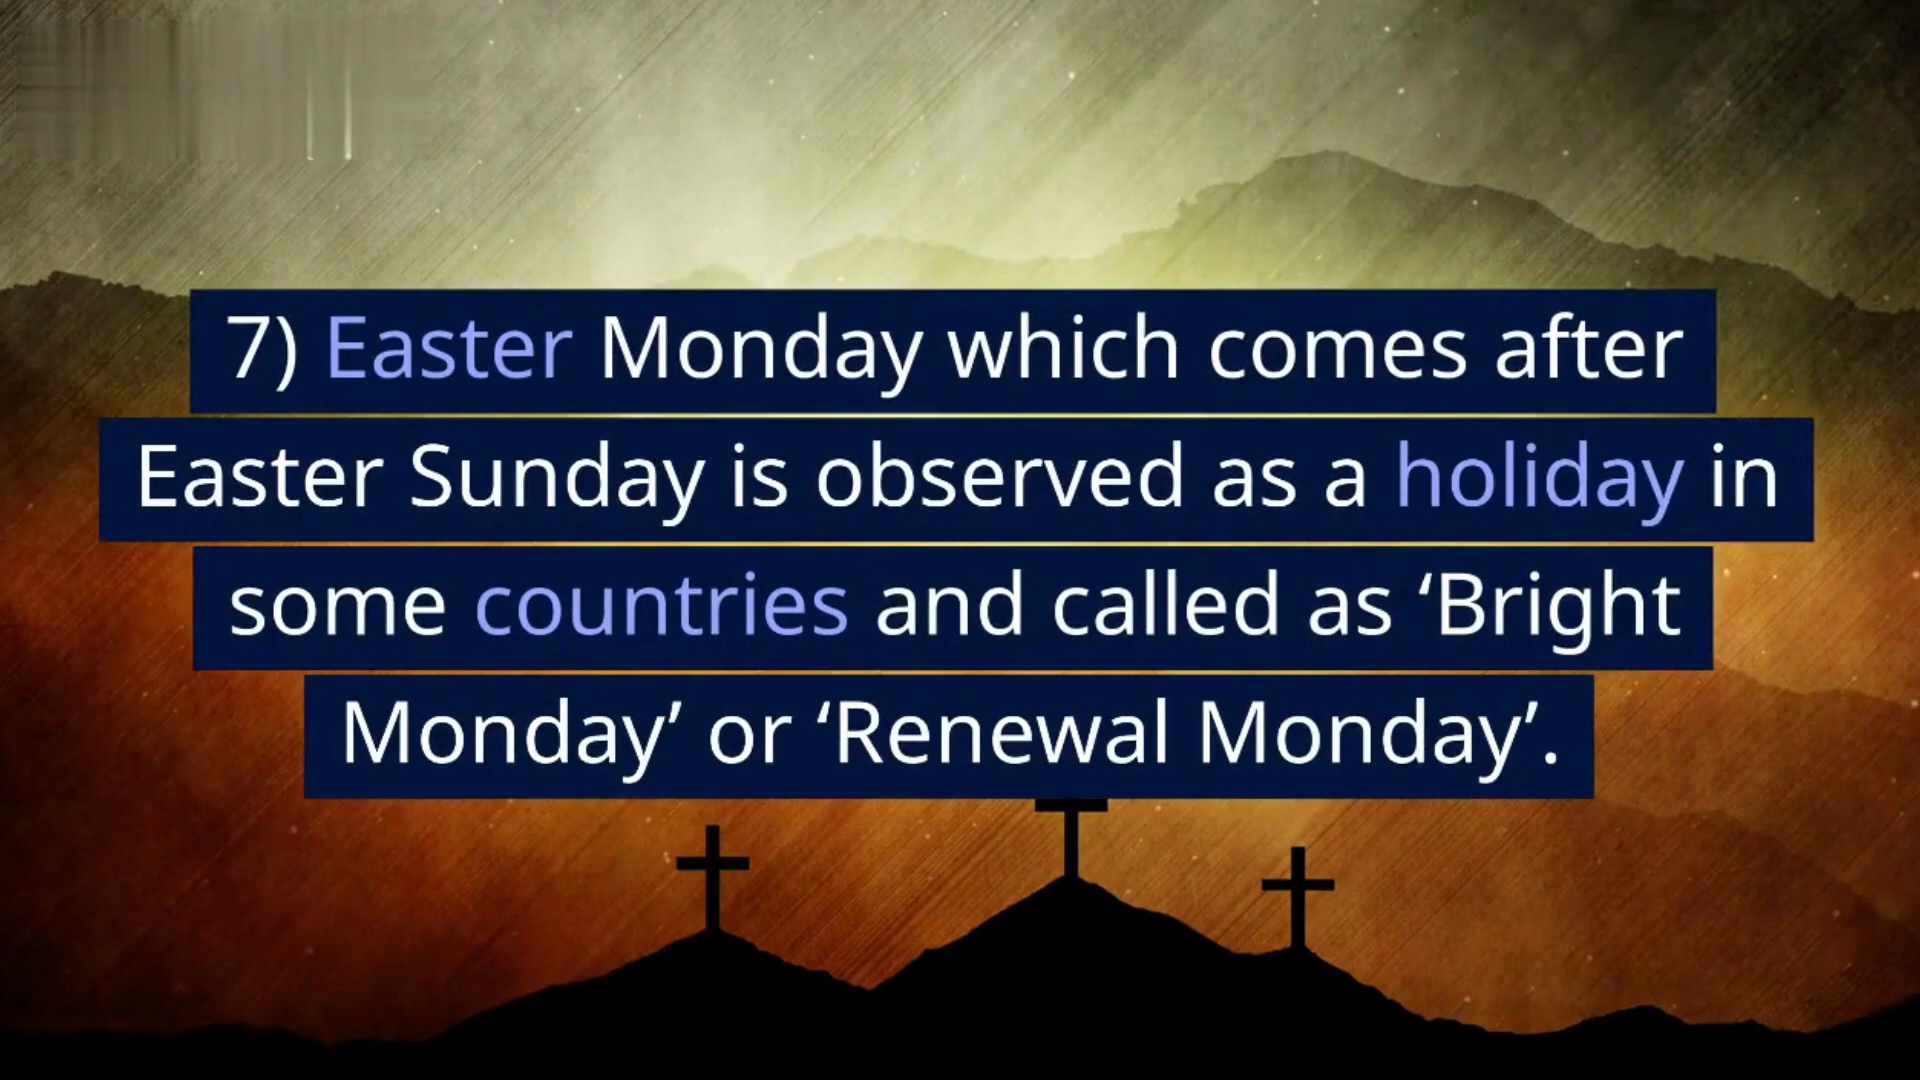 7) Easter Monday which comes after
Easter Sunday is observed as a holiday in
some countries and called as ‘Bright
Monday’ or ‘Renewal Monday’.